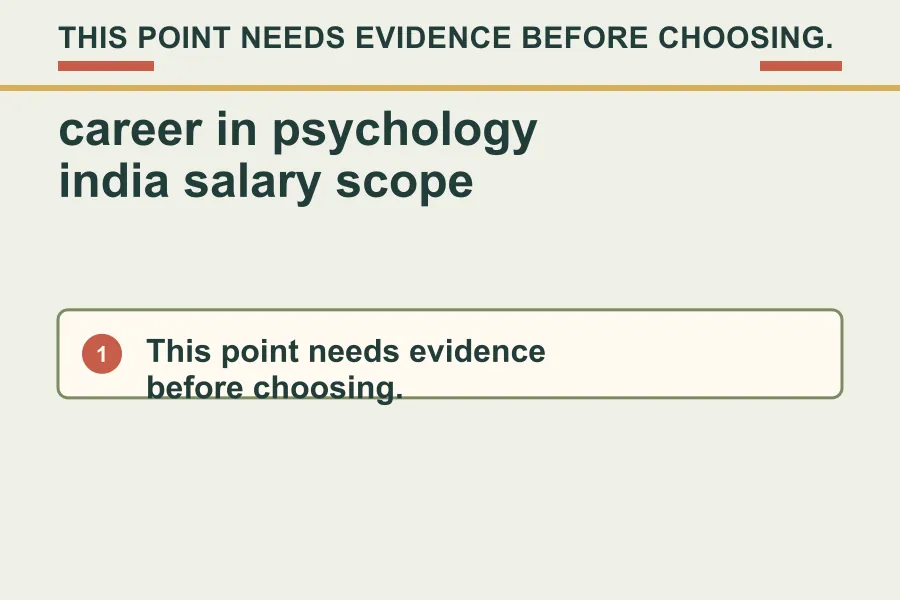 THIS POINT NEEDS EVIDENCE BEFORE CHOOSING.
career in psychology
india salary scope
1
This point needs evidence
before choosing.